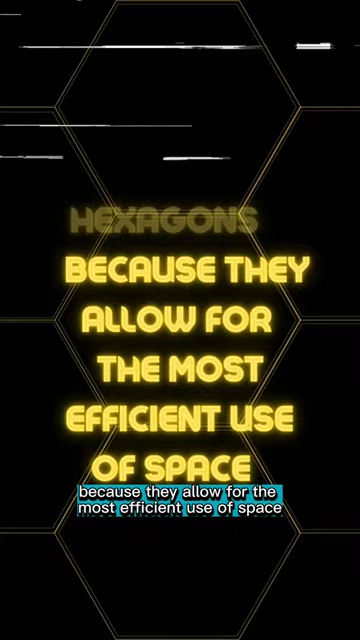 HEXAGONS
BECAUSE THEY
ALLOW FOR
THE MOST
EFFICIENT USE
OF SPACE
because they allow for the
most efficient use of space